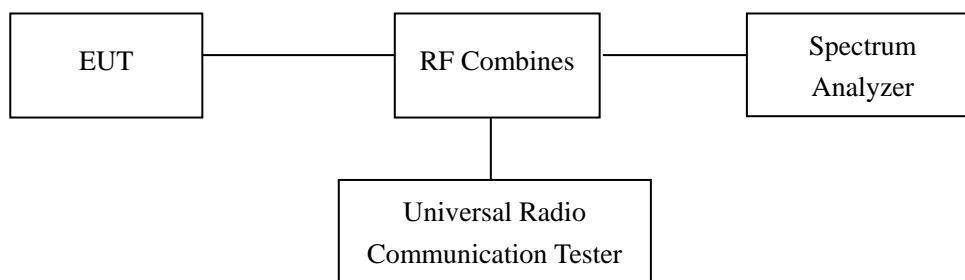 EUT
RF Combines
Spectrum
Analyzer
Universal Radio
Communication Tester